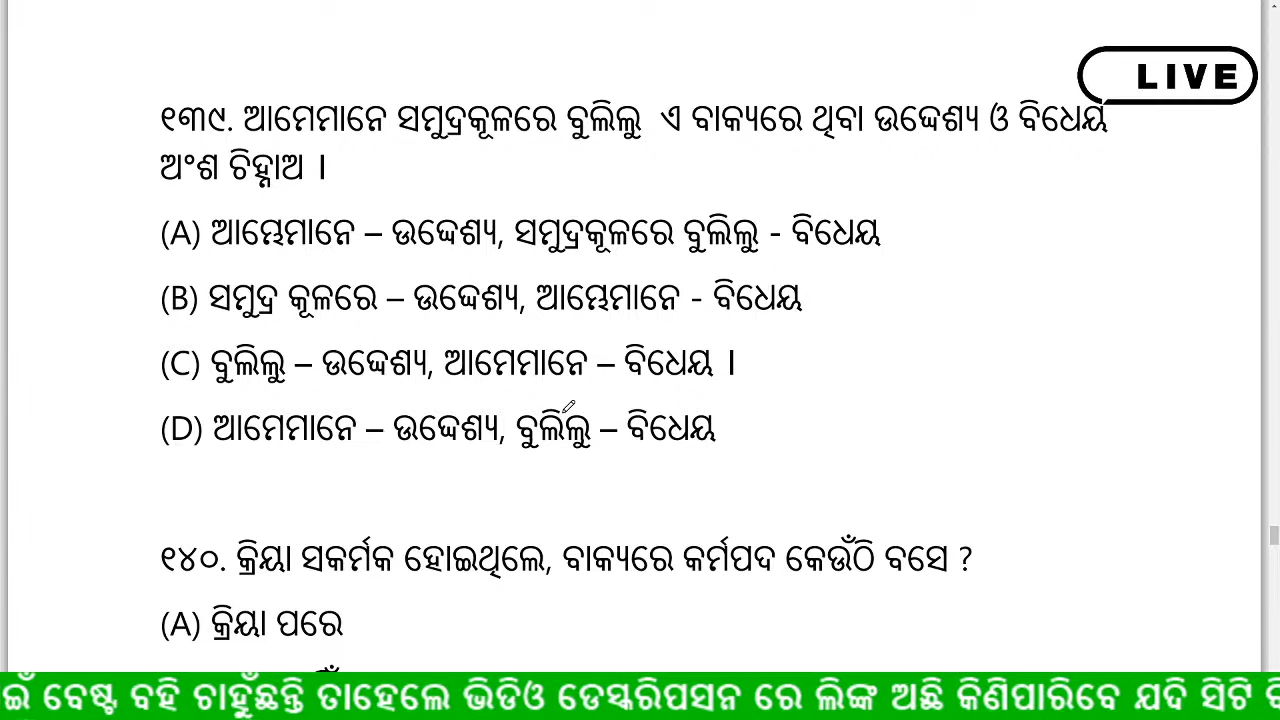 LIVE
୧୩୯. ଆମେମାନେ ସମୁଦ୍ରକୂଳରେ ବୁଲିଲୁ ଏ ବାକ୍ୟରେ ଥିବା ଉଦ୍ଦେଶ୍ୟ ଓ ବିଧେୟ
ଅଂଶ ଚିହ୍ନାଅ ।
(A) ଆମ୍ଭେମାନେ – ଉଦ୍ଦେଶ୍ୟ, ସମୁଦ୍ରକୂଳରେ ବୁଲିଲୁ - ବିଧେୟ
(B) ସମୁଦ୍ର କୂଳରେ – ଉଦ୍ଦେଶ୍ୟ, ଆମ୍ଭେମାନେ - ବିଧେୟ
(C) ବୁଲିଲୁ – ଉଦ୍ଦେଶ୍ୟ, ଆମେମାନେ – ବିଧେୟ ।
(D) ଆମେମାନେ – ଉଦ୍ଦେଶ୍ୟ, ବୁଲିଲୁ – ବିଧେୟ
୧୪୦. କ୍ରିୟା ସକର୍ମକ ହୋଇଥିଲେ, ବାକ୍ୟରେ କର୍ମପଦ କେଉଁଠି ବସେ ?
(A) କ୍ରିୟା ପରେ
ବେଷ୍ଟ ବହି ଚାହୁଁଛନ୍ତି ତାହେଲେ ଭିଡିଓ ଡେସ୍କରିପସନ ରେ ଲିଙ୍କ ଅଛି କିଣିପାରିବେ ଯଦି ସିଟି